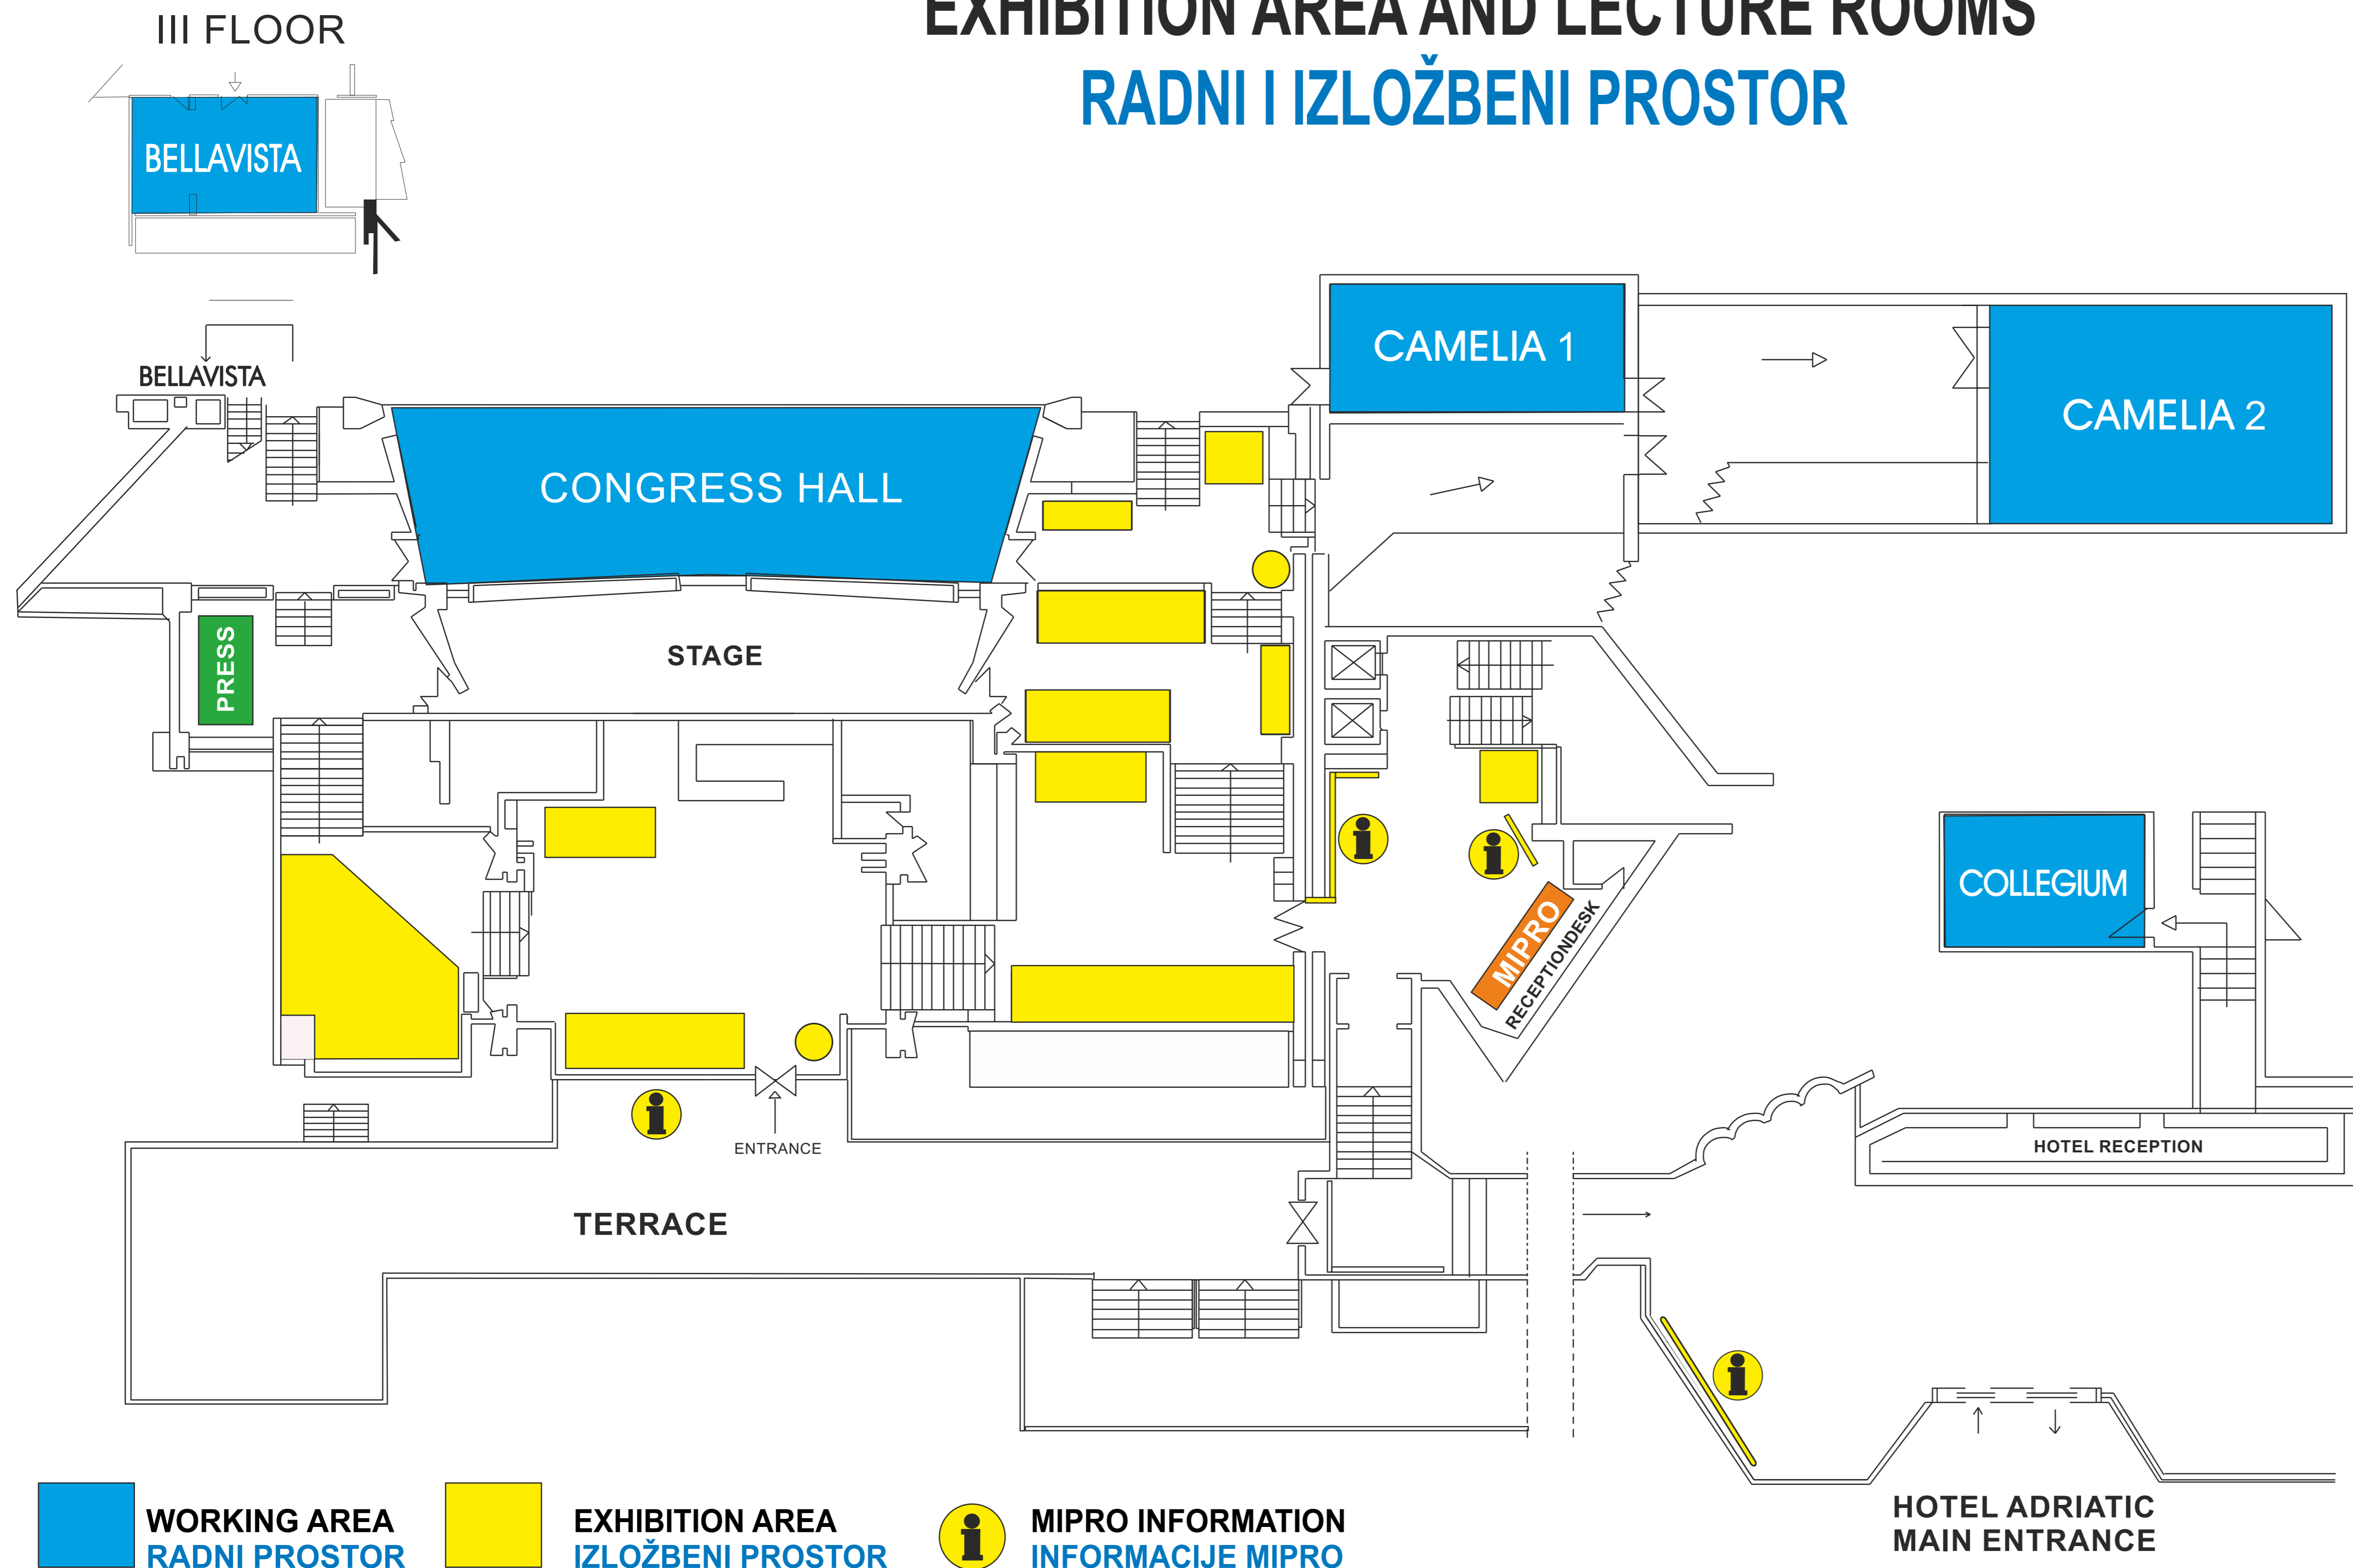 III FLOOR
EXHIBITION AREA AND LECTURE ROOMS
RADNI I IZLOŽBENI PROSTOR
BELLAVISTA
BELLAVISTA
CAMELIA 1
CAMELIA 2
CONGRESS HALL
PRESS
STAGE
COLLEGIUM
MIPRO
RECEPTIONDESK
ENTRANCE
HOTEL RECEPTION
TERRACE
HOTEL ADRIATIC
MAIN ENTRANCE
WORKING AREA
RADNI PROSTOR
EXHIBITION AREA
IZLOŽBENI PROSTOR
MIPRO INFORMATION
INFORMACIJE MIPRO